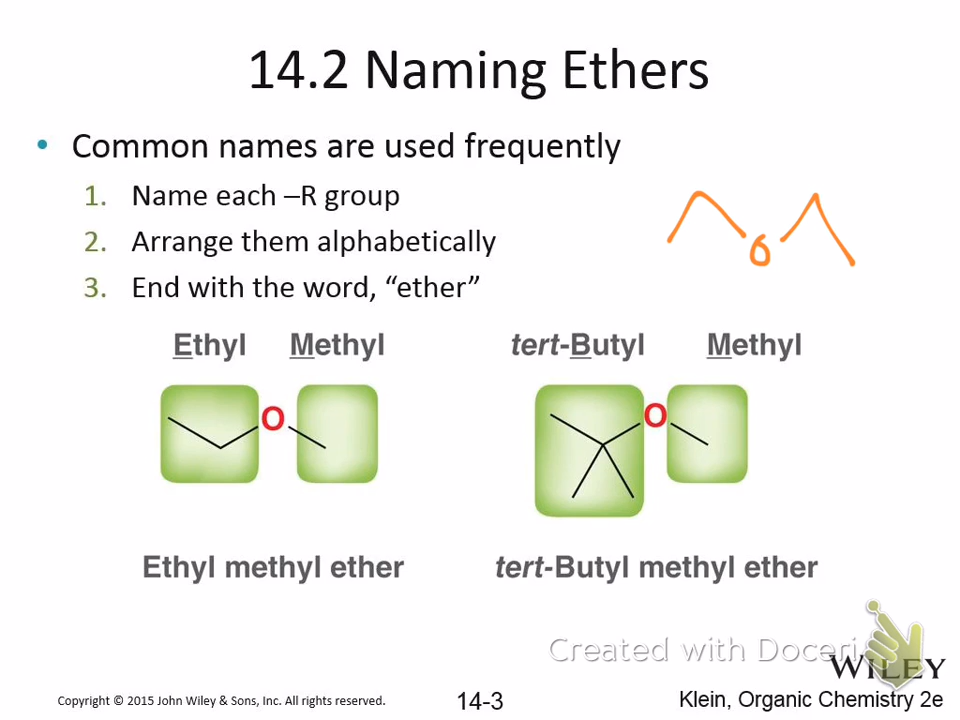 14.2 Naming Ethers
• Common names are used frequently
1. Name each –R group
2. Arrange them alphabetically
3. End with the word, “ether”
O
Ethyl Methyl
tert-Butyl Methyl
O
O
Ethyl methyl ether
tert-Butyl methyl ether
Created with Doceri
WILEY
Copyright © 2015 John Wiley & Sons, Inc. All rights reserved.
14-3
Klein, Organic Chemistry 2e